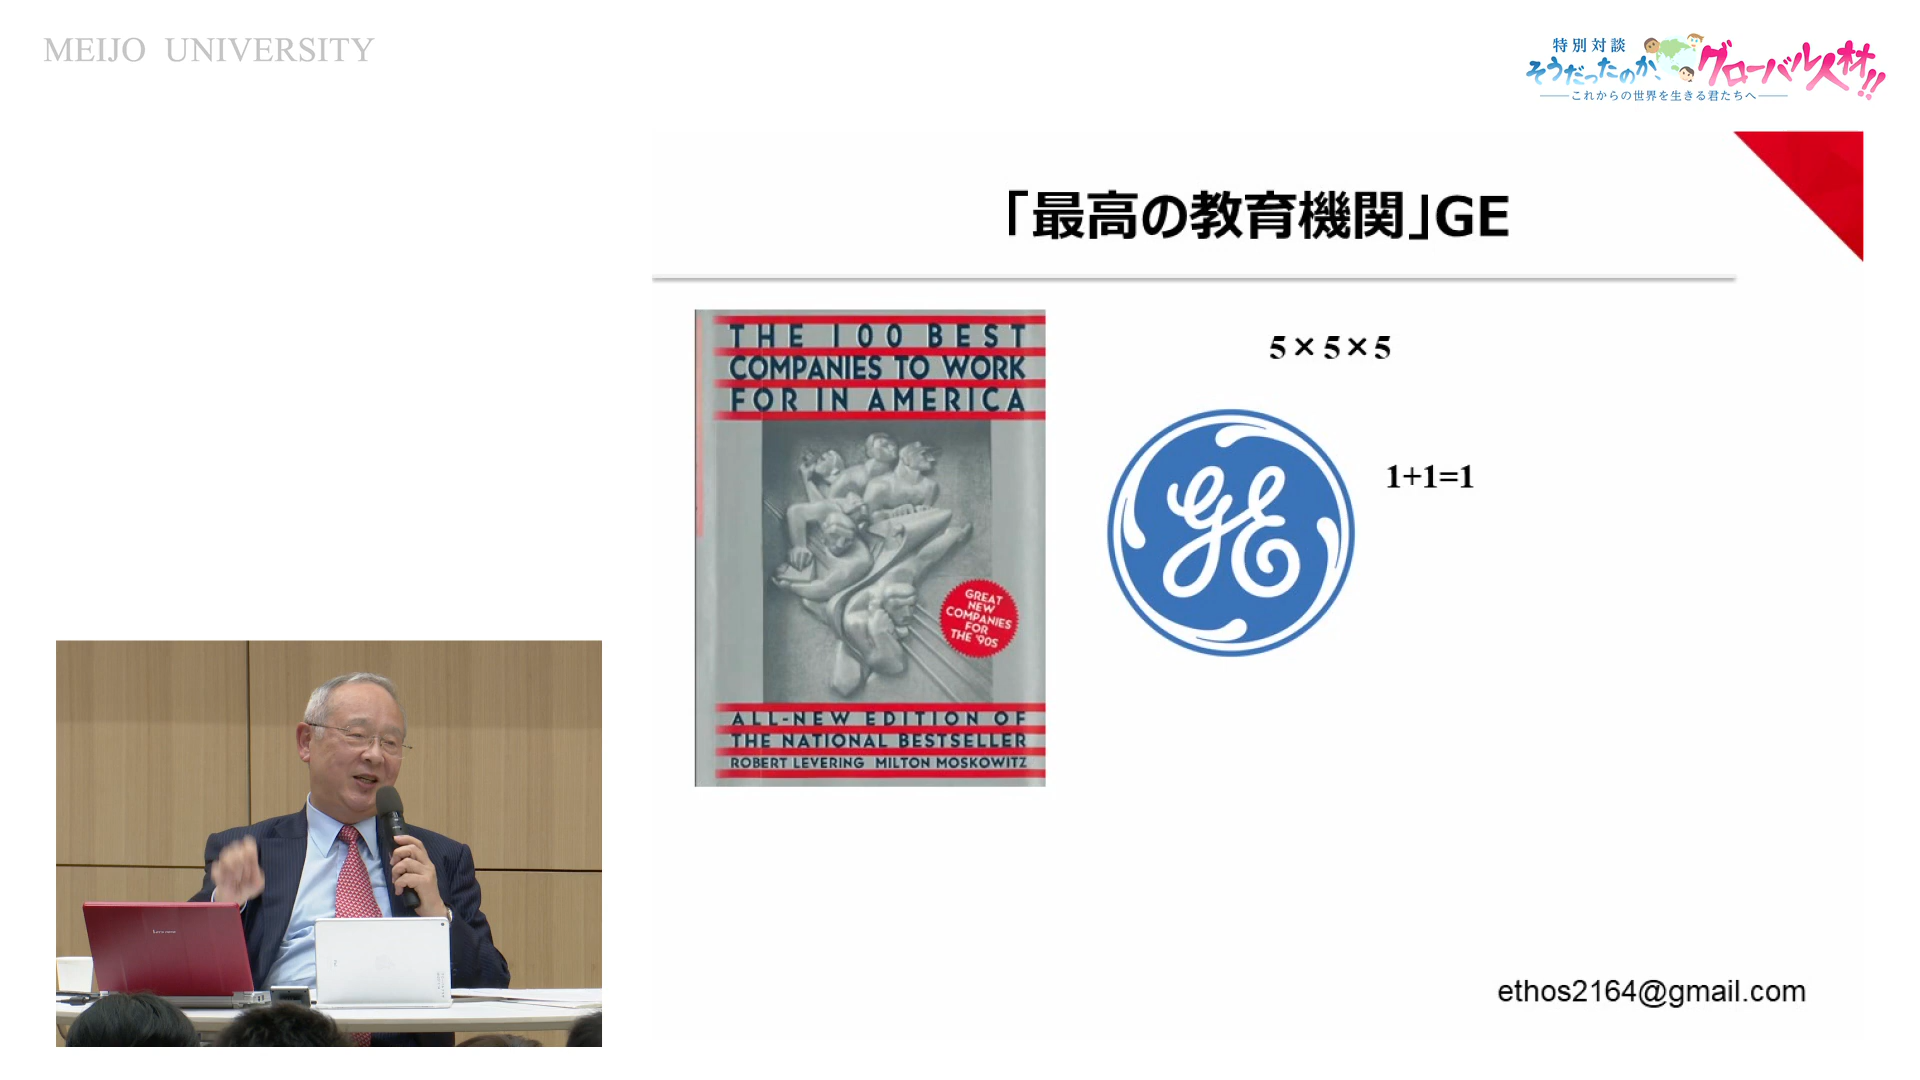 MEIJO UNIVERSITY
特別対談
そうだったのか、グローバル人材!!
これからの世界を生きる君たちへ
「最高の教育機関」GE
THE 100 BEST
COMPANIES TO WORK
FOR IN AMERICA
GREAT
NEW
COMPANIES
FOR
THE '90S
ALL-NEW EDITION OF
THE NATIONAL BESTSELLER
ROBERT LEVERING MILTON MOSKOWITZ
5×5×5
GE
1+1=1
Lenovo
ethos2164@gmail.com